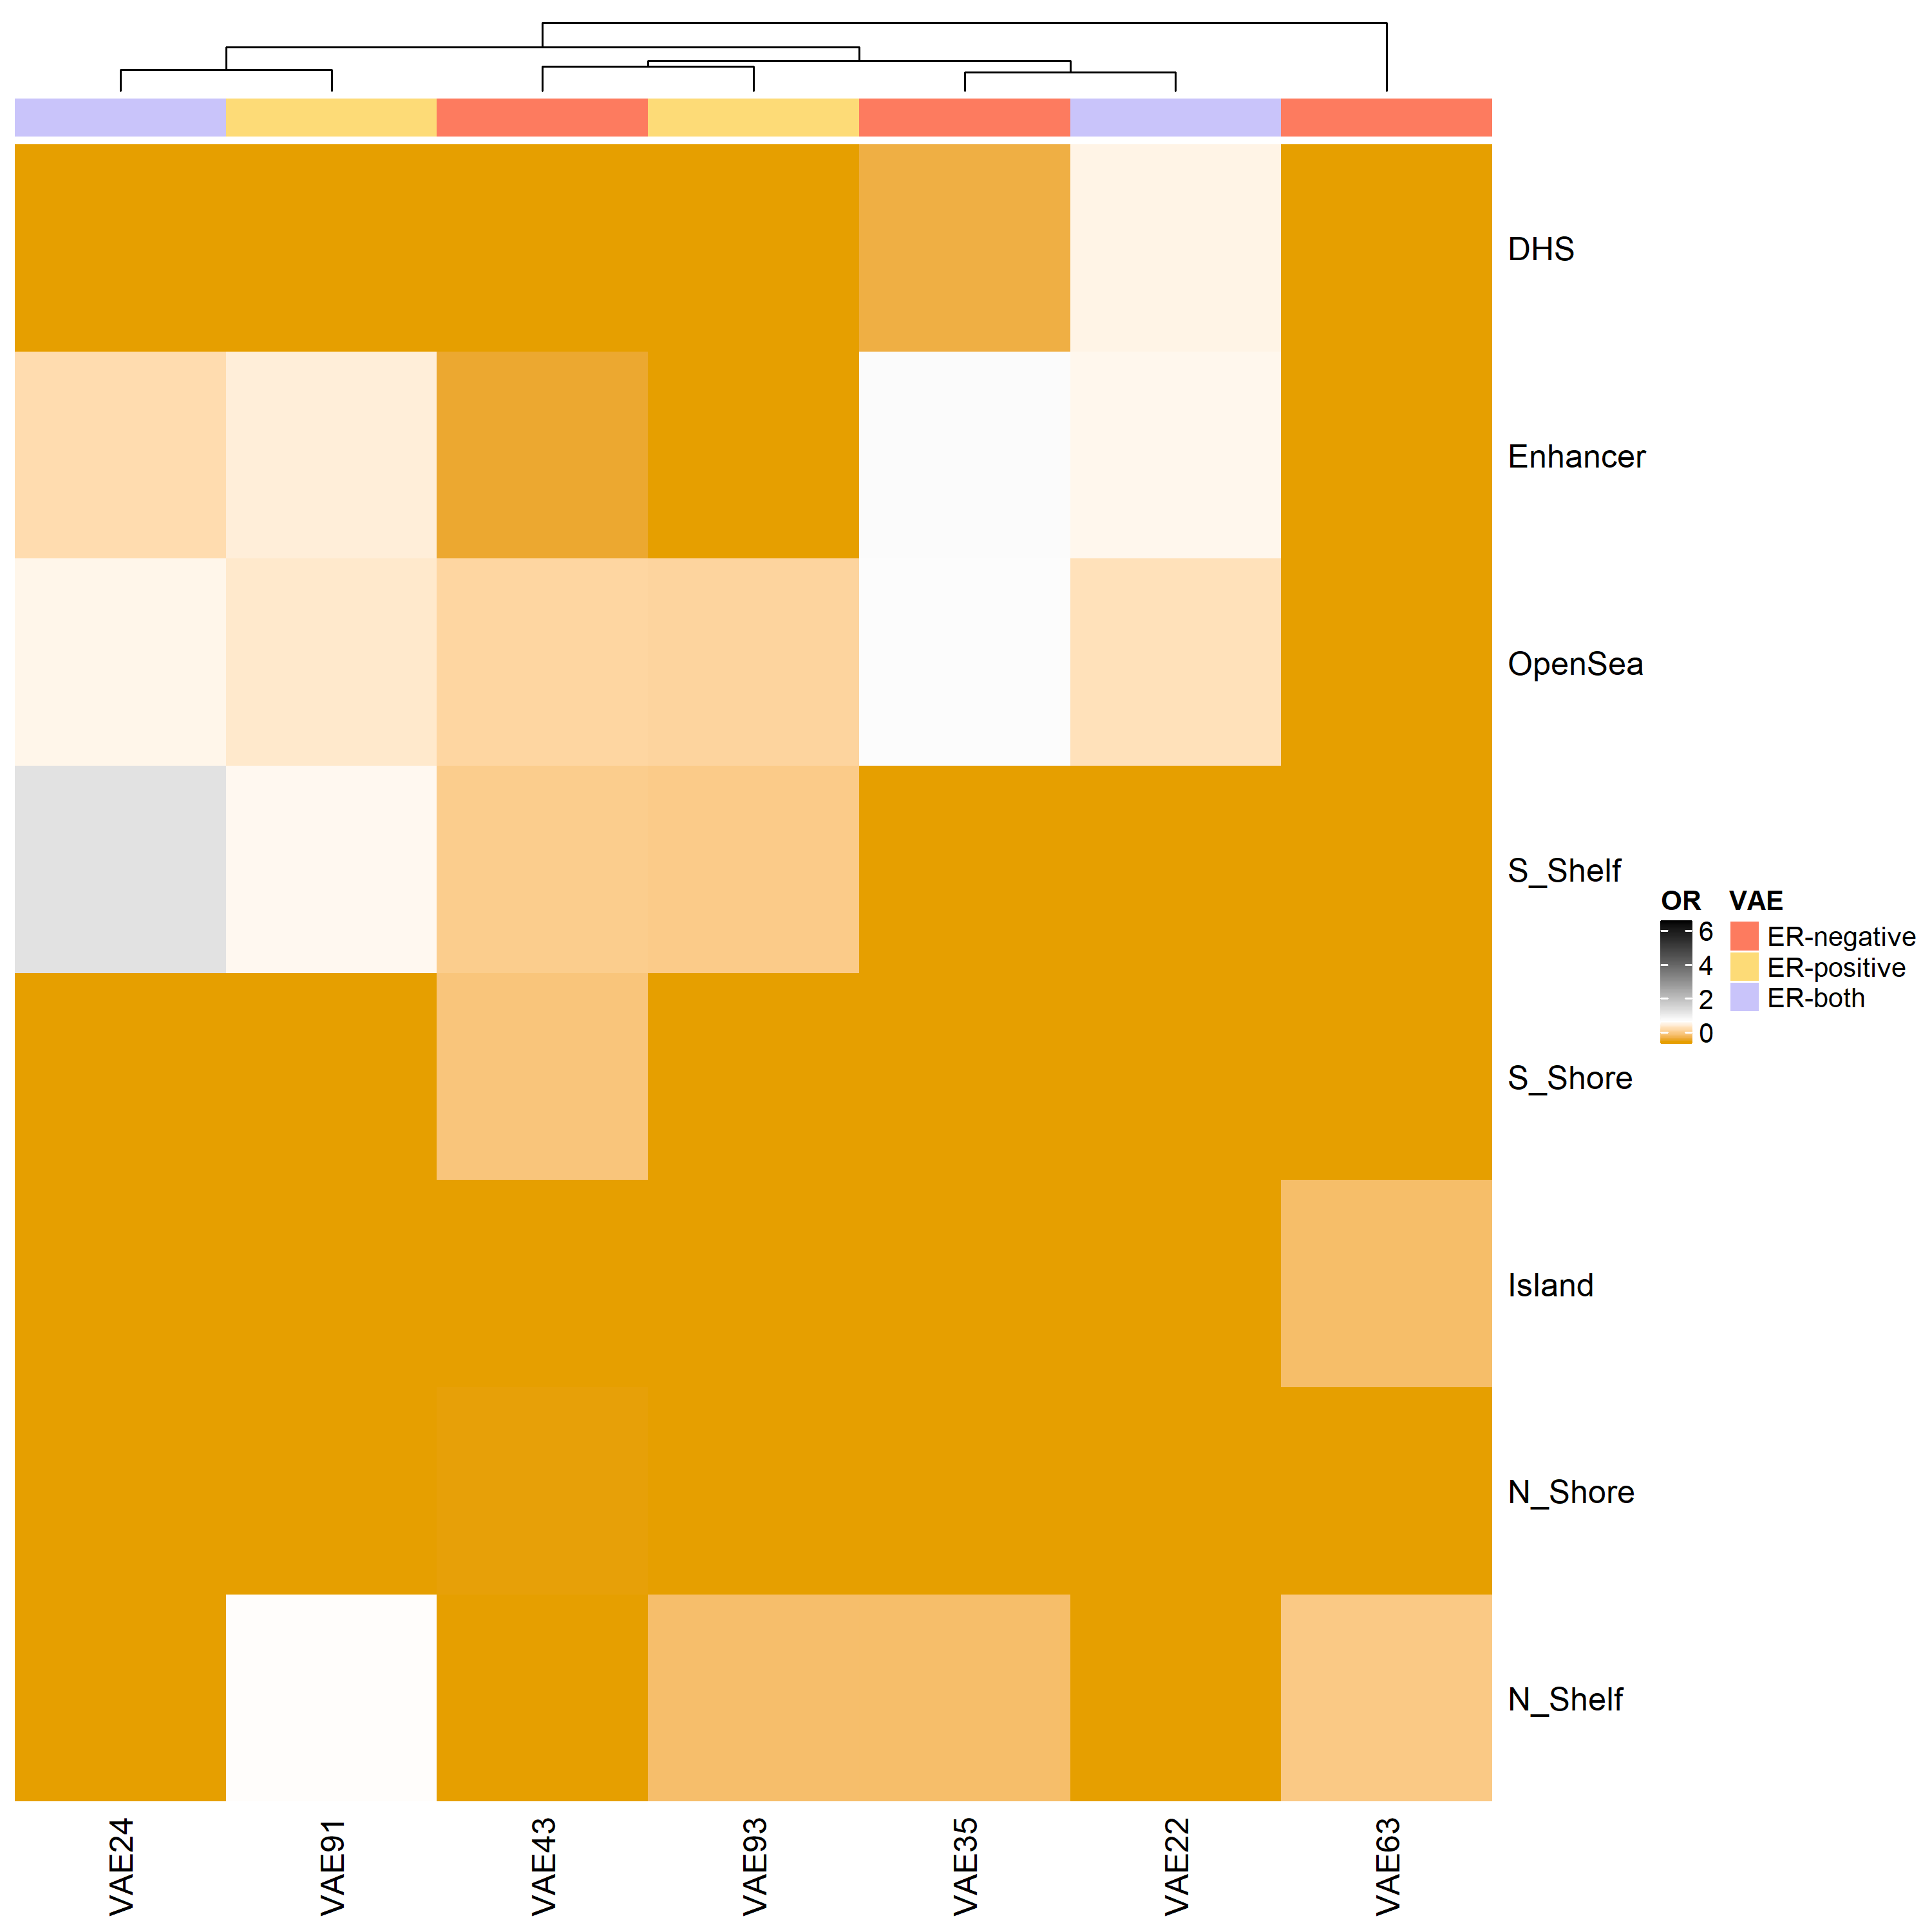 DHS
Enhancer
OpenSea
S_Shelf
S_Shore
Island
N_Shore
N_Shelf
OR
6
4
2
0
VAE
ER-negative
ER-positive
ER-both
VAE24
VAE91
VAE43
VAE93
VAE35
VAE22
VAE63